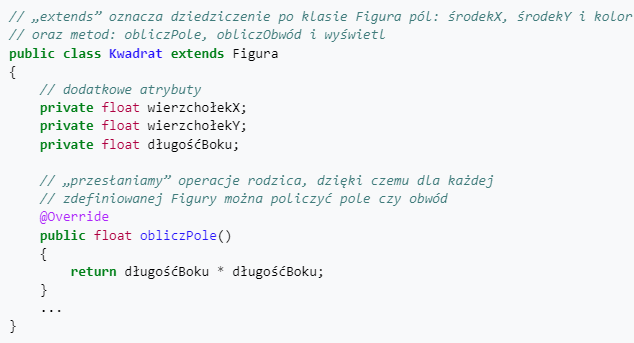 // „extends” oznacza dziedziczenie po klasie Figura pól: środekX, środekY i kolor
// oraz metod: obliczPole, obliczObwód i wyświetl
public class Kwadrat extends Figura
{
    // dodatkowe atrybuty
    private float wierzchołekX;
    private float wierzchołekY;
    private float długośćBoku;

    // „przesłaniamy” operacje rodzica, dzięki czemu dla każdej
    // zdefiniowanej Figury można policzyć pole czy obwód
    @Override
    public float obliczPole()
    {
        return długośćBoku * długośćBoku;
    }
    ...
}